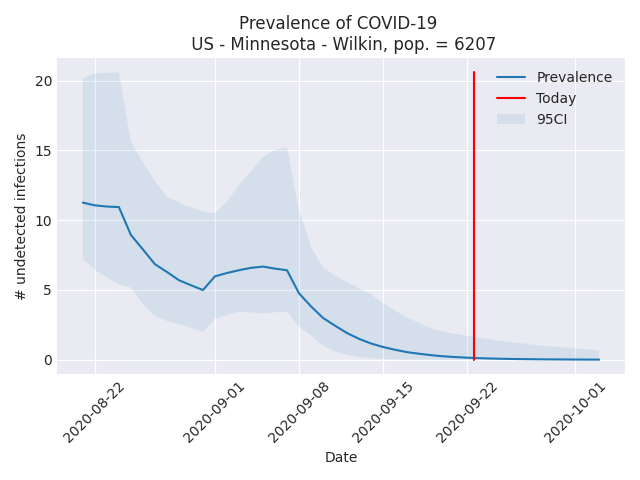 Prevalence of COVID-19
US - Minnesota - Wilkin, pop. = 6207
# undetected infections
20
15
10
5
0
Prevalence
Today
95CI
2020-08-22
2020-09-01
2020-09-08
2020-09-15
2020-09-22
2020-10-01
Date